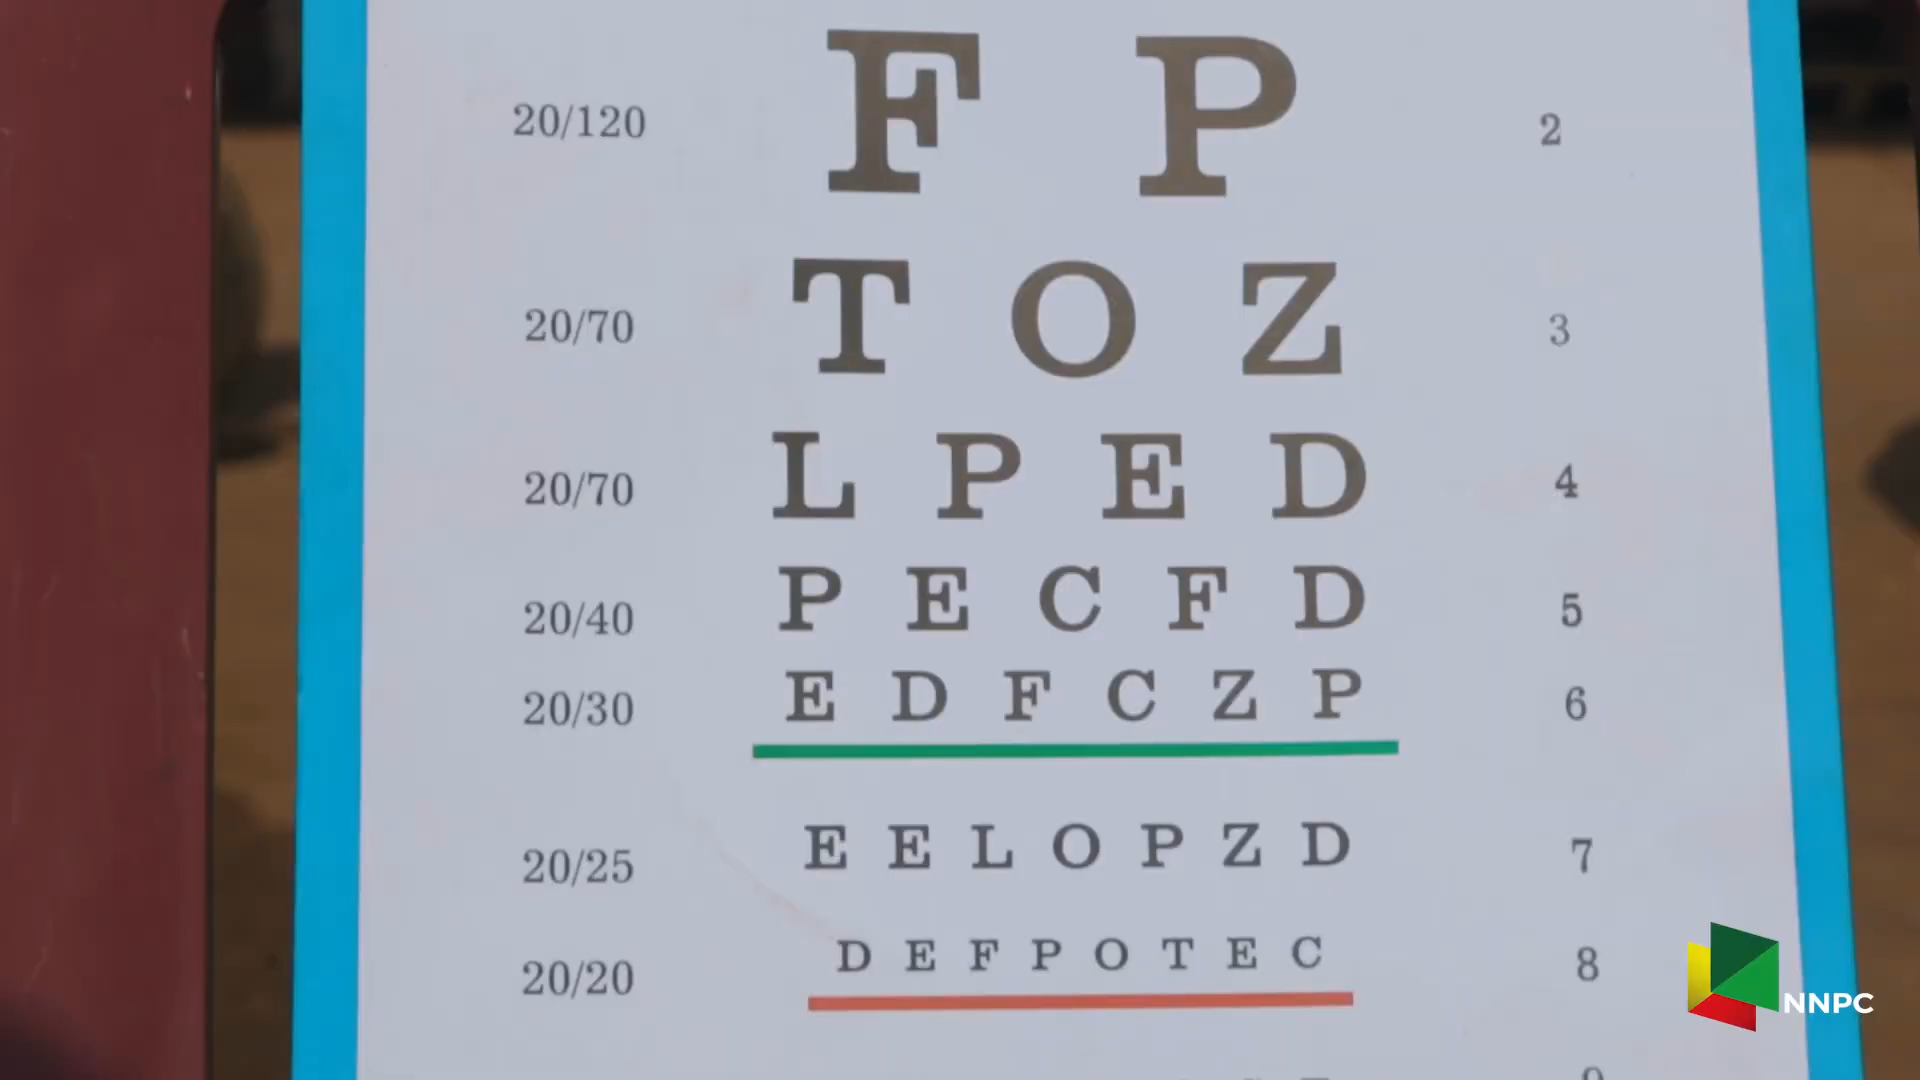 20/120 F P 2
20/70 T O Z 3
20/70 L P E D 4
20/40 P E C F D 5
20/30 E D F C Z P 6
20/25 E E L O P Z D 7
20/20 D E F P O T E C 8
NNPC